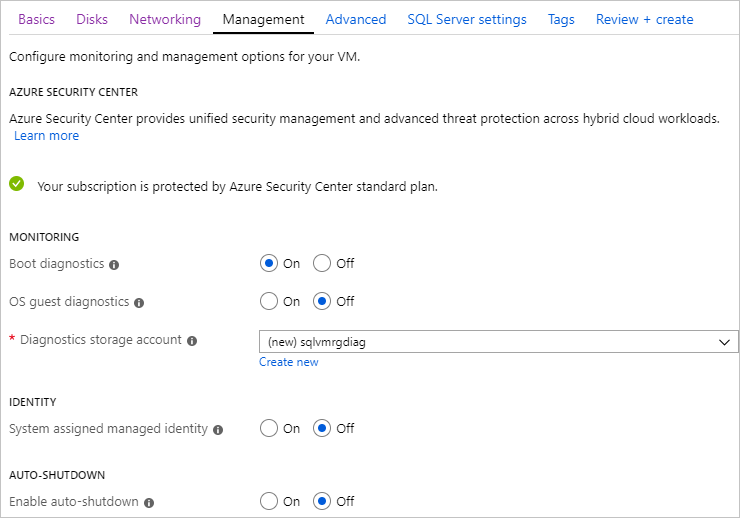 Basics Disks Networking Management Advanced SQL Server settings Tags Review + create
Configure monitoring and management options for your VM.
AZURE SECURITY CENTER
Azure Security Center provides unified security management and advanced threat protection across hybrid cloud workloads.
Learn more
Your subscription is protected by Azure Security Center standard plan.
MONITORING
Boot diagnostics On Off
OS guest diagnostics On Off
* Diagnostics storage account (new) sqlvmrgdiag
Create new
IDENTITY
System assigned managed identity On Off
AUTO-SHUTDOWN
Enable auto-shutdown On Off